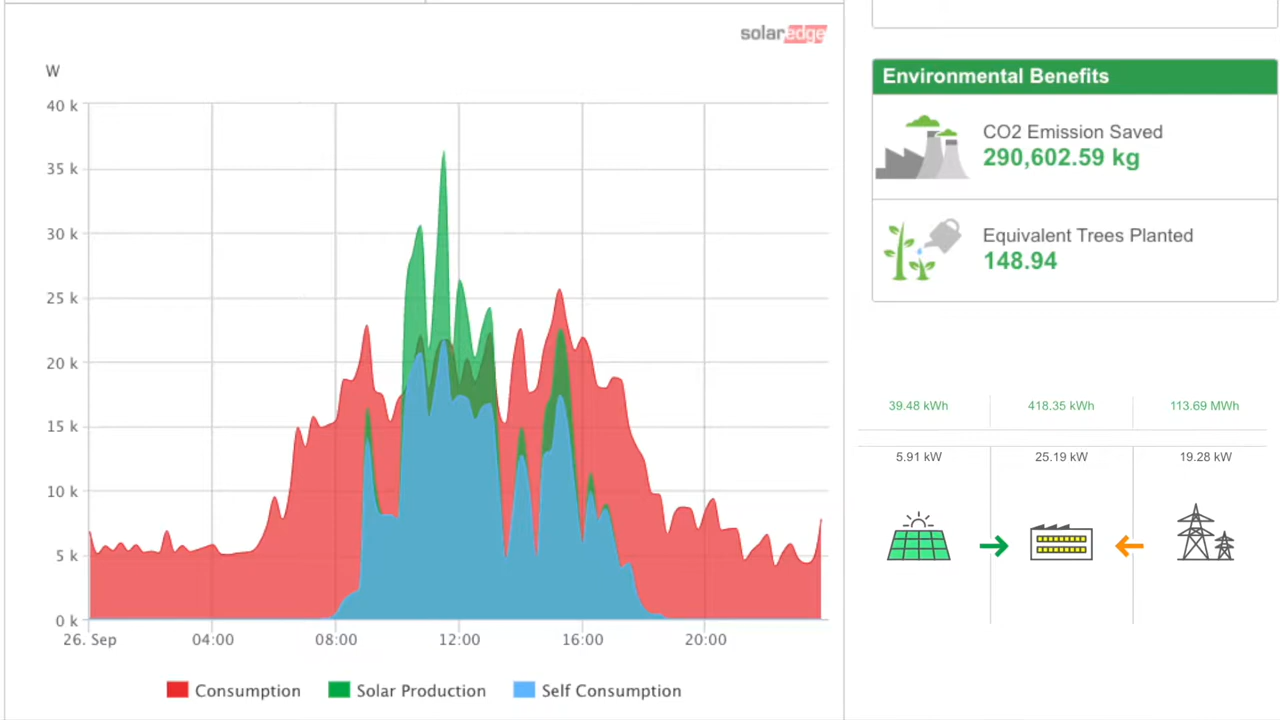 solaredge
W
40 k
35 k
30 k
25 k
20 k
15 k
10 k
5 k
0 k
26. Sep 04:00 08:00 12:00 16:00 20:00
Consumption Solar Production Self Consumption
Environmental Benefits
CO2 Emission Saved
290,602.59 kg
Equivalent Trees Planted
148.94
39.48 kWh 418.35 kWh 113.69 MWh
5.91 kW 25.19 kW 19.28 kW